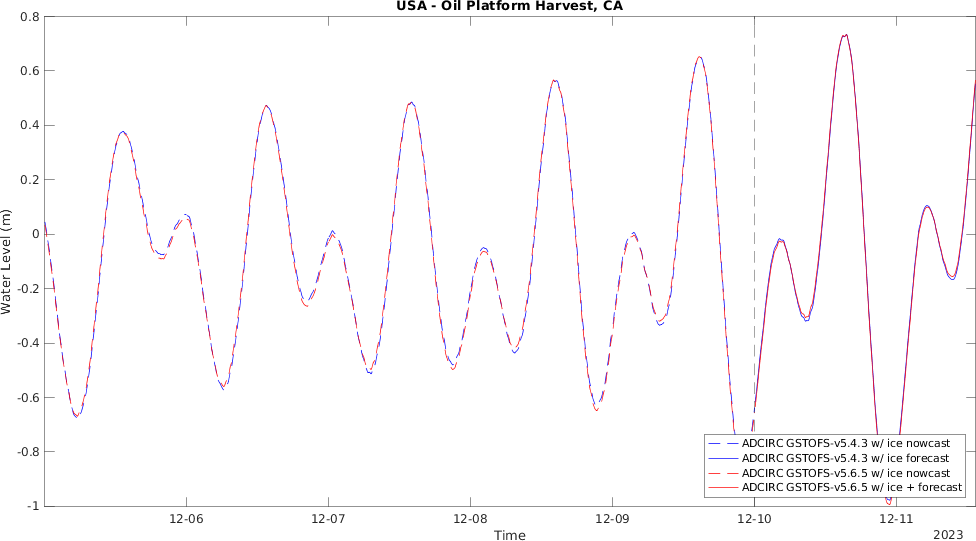 USA - Oil Platform Harvest, CA
0.8
0.6
0.4
0.2
0
-0.2
-0.4
-0.6
-0.8
-1
Water Level (m)
ADCIRC GSTOFS-v5.4.3 w/ ice nowcast
ADCIRC GSTOFS-v5.4.3 w/ ice forecast
ADCIRC GSTOFS-v5.6.5 w/ ice nowcast
ADCIRC GSTOFS-v5.6.5 w/ ice + forecast
12-06 12-07 12-08 12-09 12-10 12-11
Time
2023